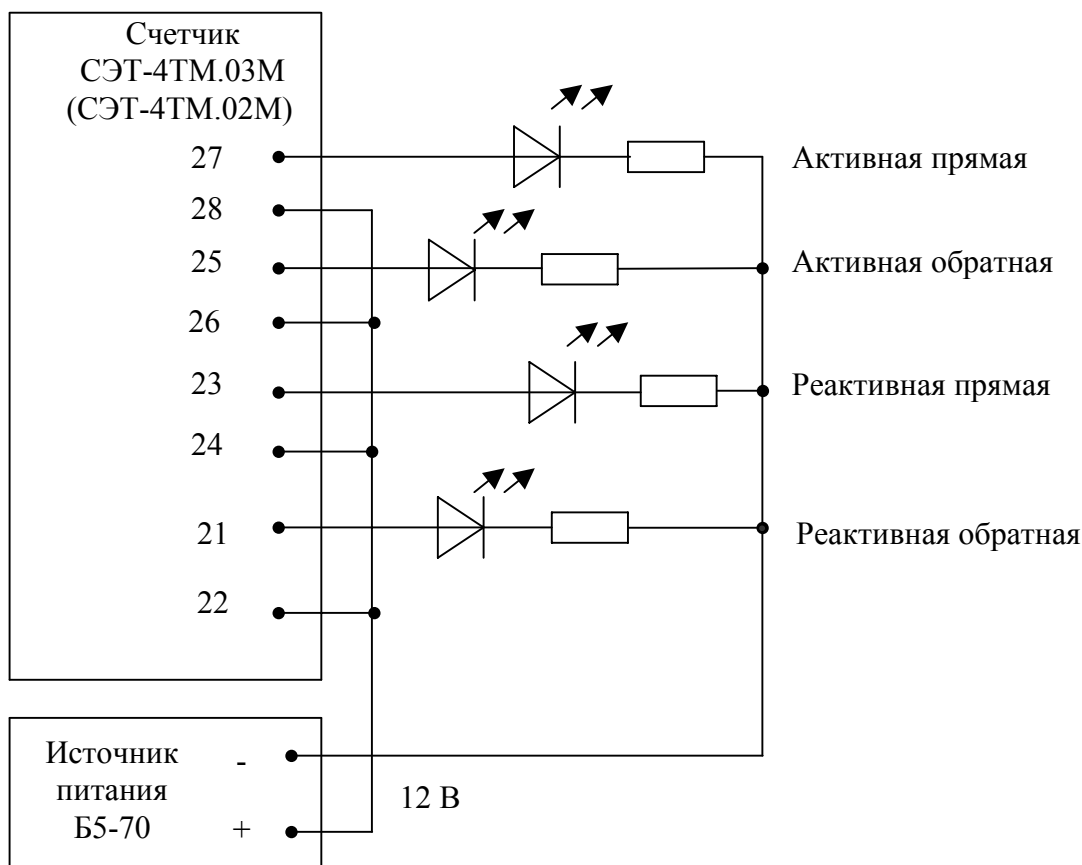 Счетчик
СЭТ-4ТМ.03М
(СЭТ-4ТМ.02М)
27
Активная прямая
28
25
Активная обратная
26
23
Реактивная прямая
24
21
Реактивная обратная
22
Источник
питания
Б5-70
-
+
12 В